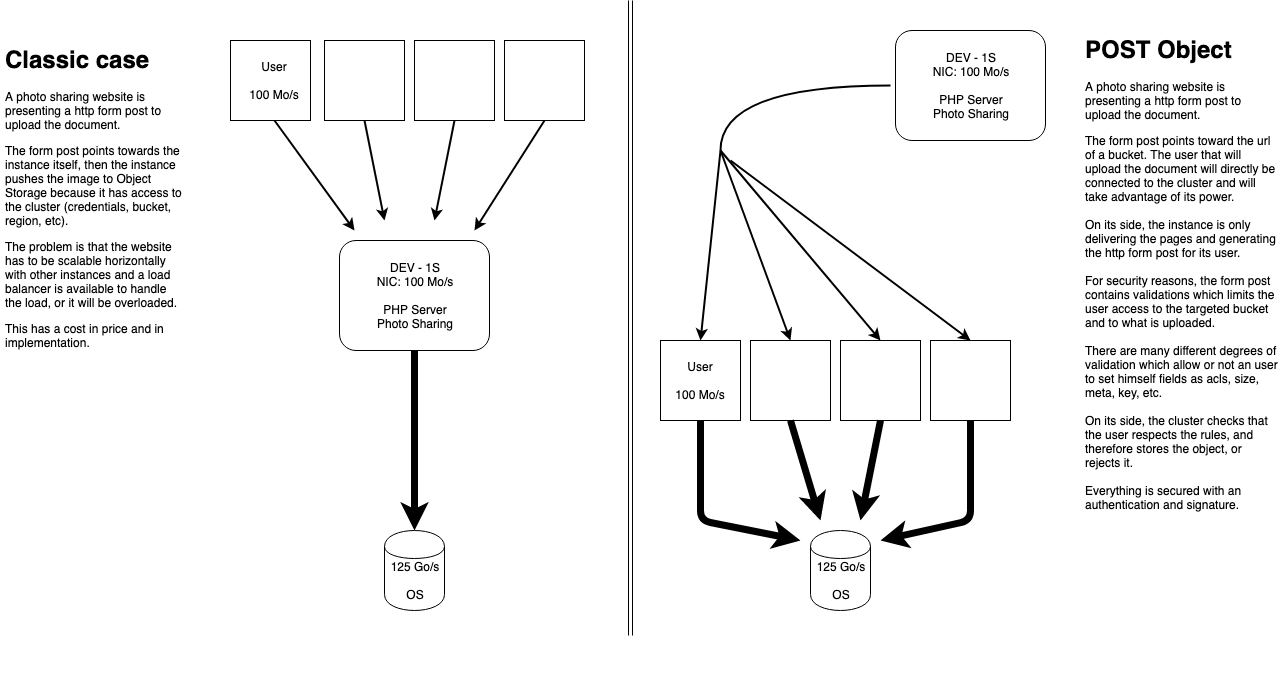 Classic case
A photo sharing website is
presenting a http form post to
upload the document.
The form post points towards the
instance itself, then the instance
pushes the image to Object
Storage because it has access to
the cluster (credentials, bucket,
region, etc).
The problem is that the website
has to be scalable horizontally
with other instances and a load
balancer is available to handle
the load, or it will be overloaded.
This has a cost in price and in
implementation.
User
100 Mo/s
DEV - 1S
NIC: 100 Mo/s
PHP Server
Photo Sharing
125 Go/s
OS
DEV - 1S
NIC: 100 Mo/s
PHP Server
Photo Sharing
User
100 Mo/s
125 Go/s
OS
POST Object
A photo sharing website is
presenting a http form post to
upload the document.
The form post points toward the url
of a bucket. The user that will
upload the document will directly be
connected to the cluster and will
take advantage of its power.
On its side, the instance is only
delivering the pages and generating
the http form post for its user.
For security reasons, the form post
contains validations which limits the
user access to the targeted bucket
and to what is uploaded.
There are many different degrees of
validation which allow or not an user
to set himself fields as acls, size,
meta, key, etc.
On its side, the cluster checks that
the user respects the rules, and
therefore stores the object, or
rejects it.
Everything is secured with an
authentication and signature.